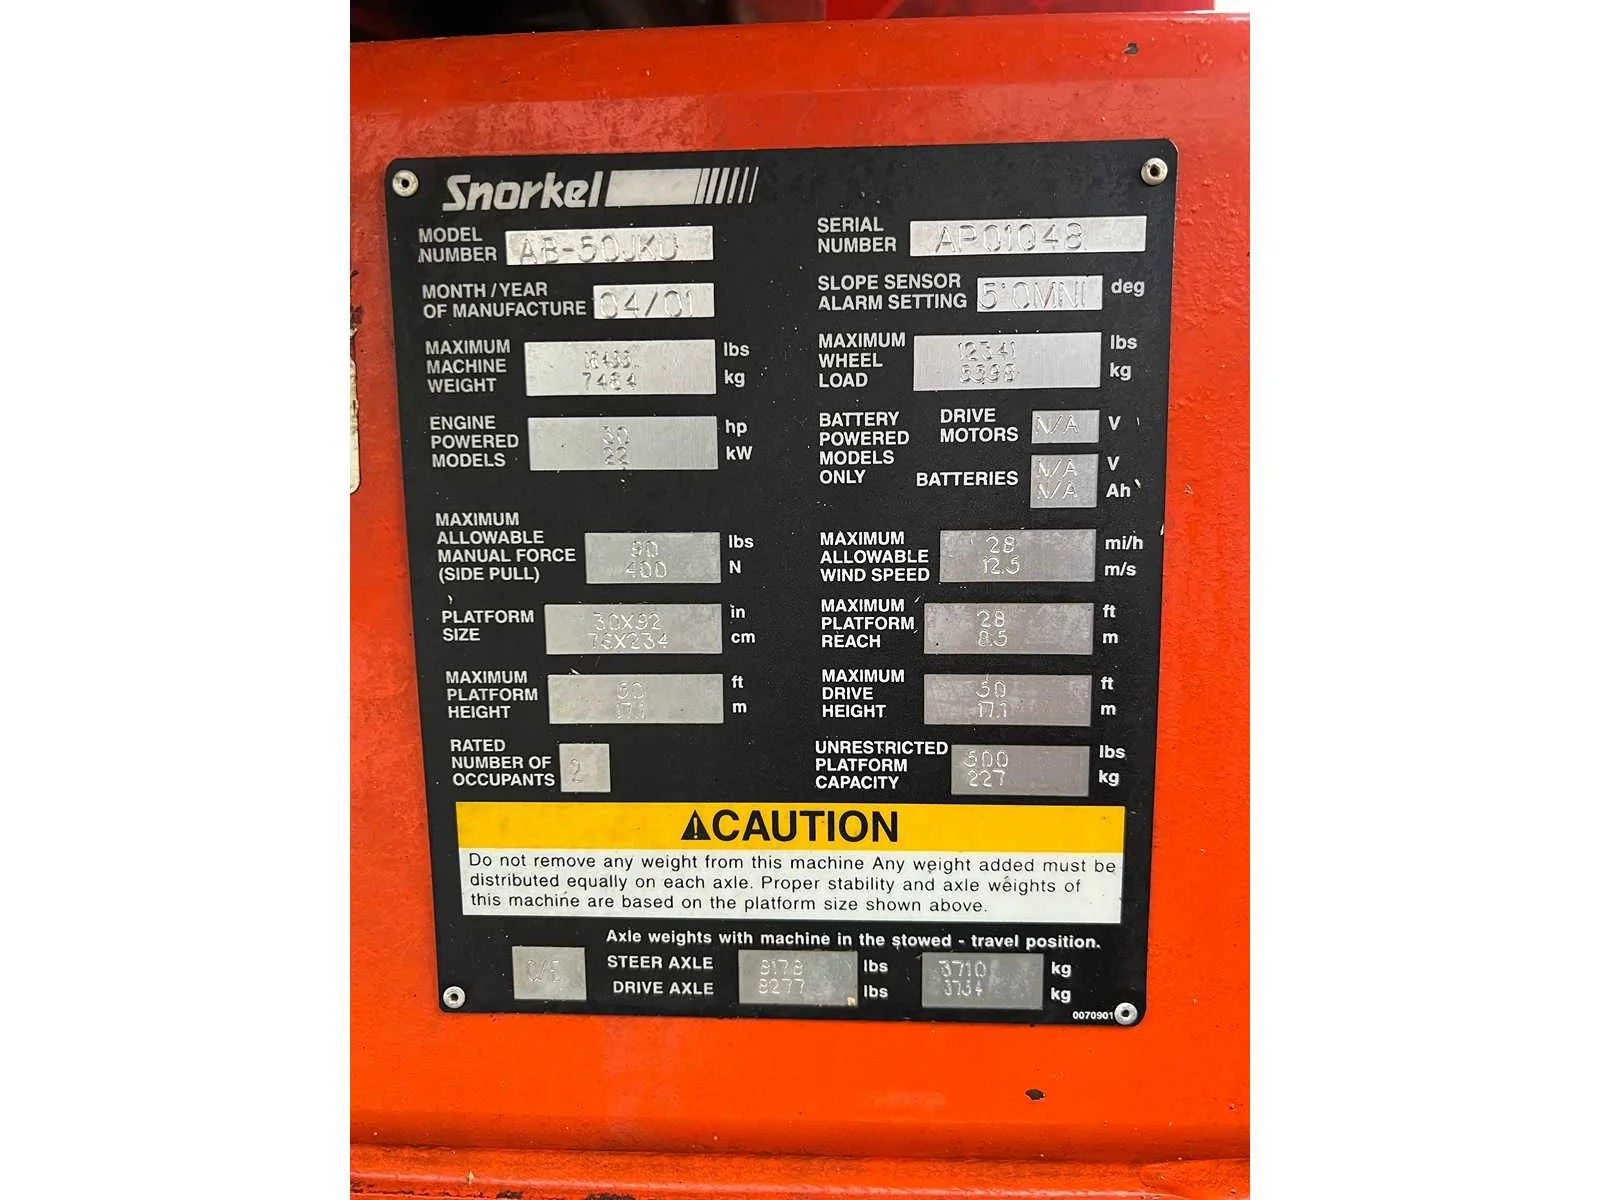 Snorkel
MODEL NUMBER AB-50JKU
MONTH / YEAR OF MANUFACTURE 04/01
MAXIMUM MACHINE WEIGHT lbs
7464 kg
ENGINE POWERED MODELS 30 hp
22 kW
MAXIMUM ALLOWABLE MANUAL FORCE (SIDE PULL) 90 lbs
400 N
PLATFORM SIZE 30X92 in
76X234 cm
MAXIMUM PLATFORM HEIGHT 50 ft
17.1 m
RATED NUMBER OF OCCUPANTS 2
SERIAL NUMBER AP01048
SLOPE SENSOR ALARM SETTING 5°OMNI deg
MAXIMUM WHEEL LOAD 12341 lbs
5598 kg
BATTERY POWERED MODELS ONLY
DRIVE MOTORS N/A V
BATTERIES N/A V
N/A Ah
MAXIMUM ALLOWABLE WIND SPEED 28 mi/h
12.5 m/s
MAXIMUM PLATFORM REACH 28 ft
8.5 m
MAXIMUM DRIVE HEIGHT 50 ft
17.1 m
UNRESTRICTED PLATFORM CAPACITY 500 lbs
227 kg
CAUTION
Do not remove any weight from this machine Any weight added must be
distributed equally on each axle. Proper stability and axle weights of
this machine are based on the platform size shown above.
Axle weights with machine in the stowed - travel position.
STEER AXLE 8178 lbs 3710 kg
DRIVE AXLE 8277 lbs 3754 kg
0070901